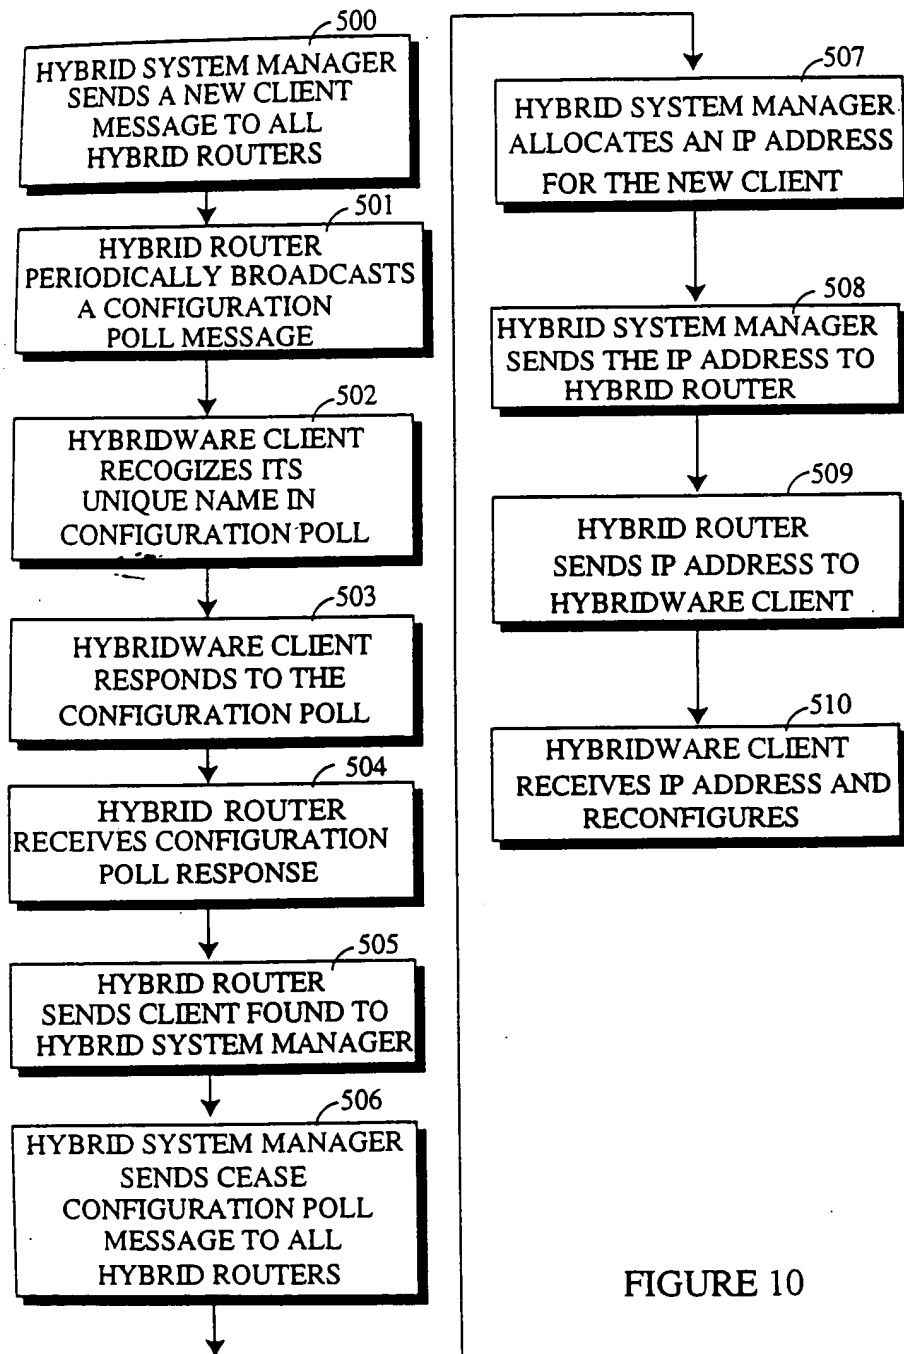 500
HYBRID SYSTEM MANAGER
SENDS A NEW CLIENT
MESSAGE TO ALL
HYBRID ROUTERS
501
HYBRID ROUTER
PERIODICALLY BROADCASTS
A CONFIGURATION
POLL MESSAGE
502
HYBRIDWARE CLIENT
RECOGIZES ITS
UNIQUE NAME IN
CONFIGURATION POLL
503
HYBRIDWARE CLIENT
RESPONDS TO THE
CONFIGURATION POLL
504
HYBRID ROUTER
RECEIVES CONFIGURATION
POLL RESPONSE
505
HYBRID ROUTER
SENDS CLIENT FOUND TO
HYBRID SYSTEM MANAGER
506
HYBRID SYSTEM MANAGER
SENDS CEASE
CONFIGURATION POLL
MESSAGE TO ALL
HYBRID ROUTERS
507
HYBRID SYSTEM MANAGER
ALLOCATES AN IP ADDRESS
FOR THE NEW CLIENT
508
HYBRID SYSTEM MANAGER
SENDS THE IP ADDRESS TO
HYBRID ROUTER
509
HYBRID ROUTER
SENDS IP ADDRESS TO
HYBRIDWARE CLIENT
510
HYBRIDWARE CLIENT
RECEIVES IP ADDRESS AND
RECONFIGURES
FIGURE 10